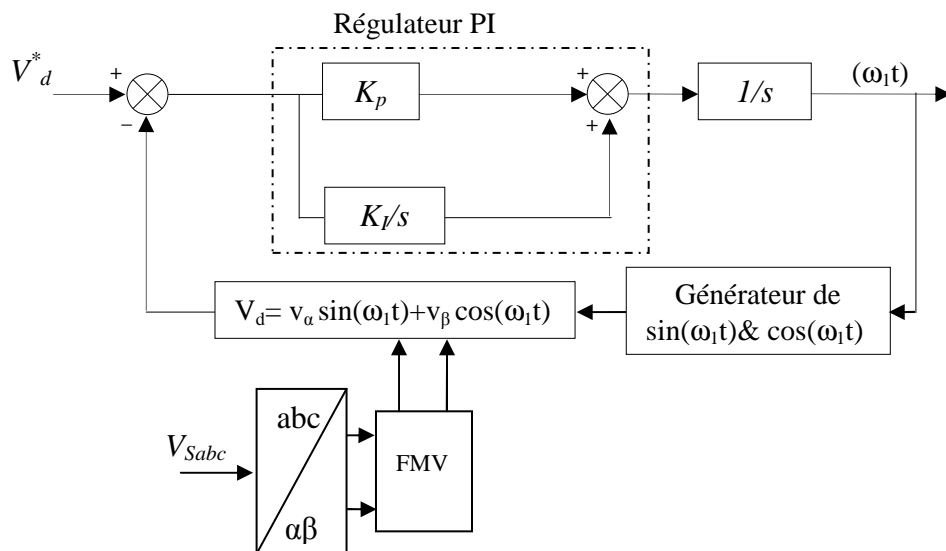 Régulateur PI
V*d
+
−
Kp
+
+
1/s
(ω1t)
KI/s
Vd= vα sin(ω1t)+vβ cos(ω1t)
Générateur de
sin(ω1t)& cos(ω1t)
VSabc
abc
αβ
FMV